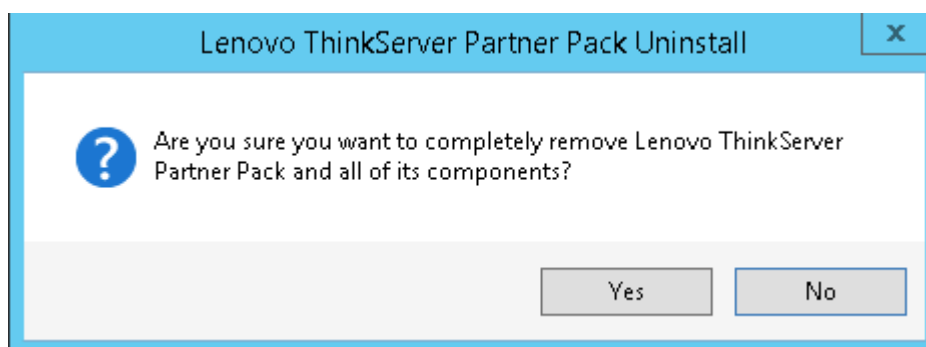 Lenovo ThinkServer Partner Pack Uninstall
x
?
Are you sure you want to completely remove Lenovo ThinkServer
Partner Pack and all of its components?
Yes
No